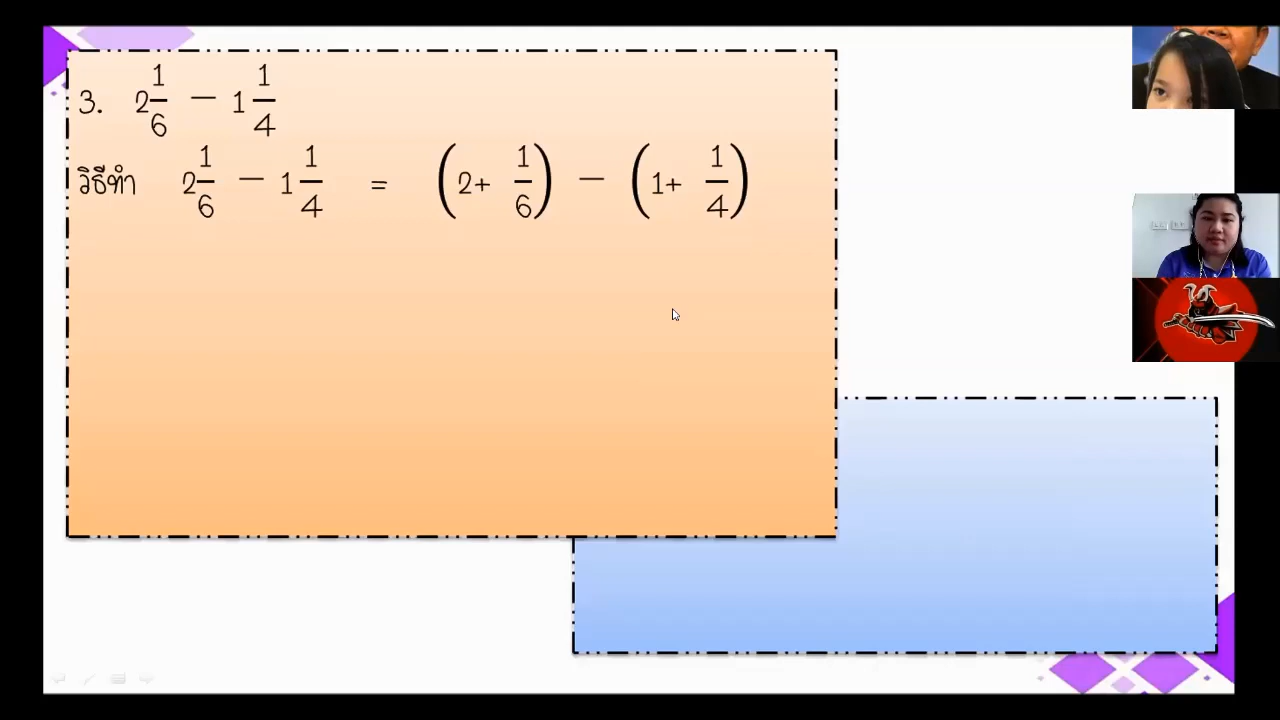 3. 2 1/6 − 1 1/4
วิธีทำ 2 1/6 − 1 1/4 = (2+ 1/6) − (1+ 1/4)